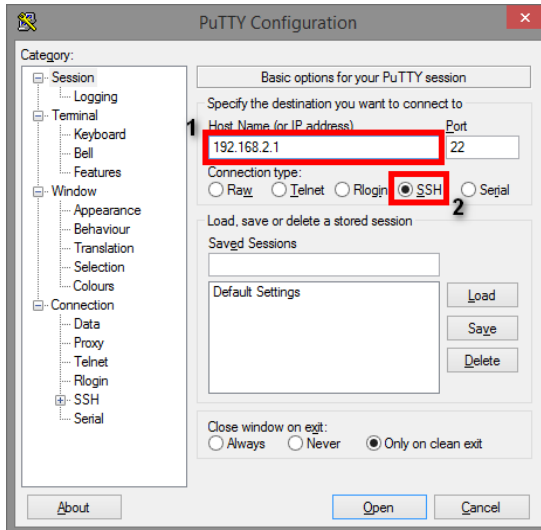 PuTTY Configuration
Category:
Session
Logging
Terminal
Keyboard
Bell
Features
Window
Appearance
Behaviour
Translation
Selection
Colours
Connection
Data
Proxy
Telnet
Rlogin
SSH
Serial
Basic options for your PuTTY session
Specify the destination you want to connect to
1 Host Name (or IP address) Port
192.168.2.1 22
Connection type:
Raw Telnet Rlogin SSH Serial
2
Load, save or delete a stored session
Saved Sessions
Default Settings
Load
Save
Delete
Close window on exit:
Always Never Only on clean exit
About Open Cancel